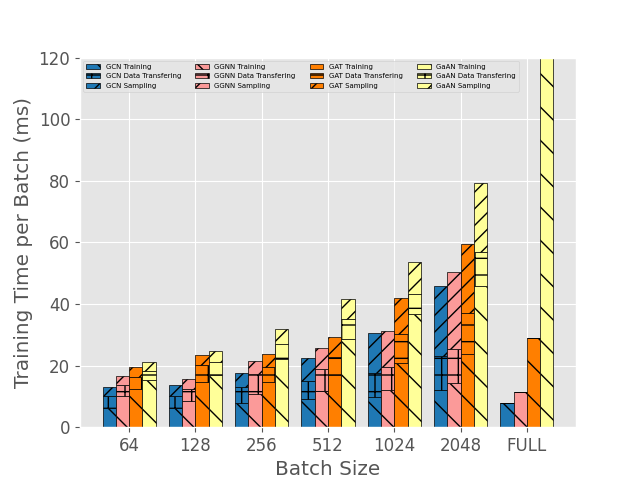 120
100
80
60
40
20
0
Training Time per Batch (ms)
GCN Training
GCN Data Transfering
GCN Sampling
GGNN Training
GGNN Data Transfering
GGNN Sampling
GAT Training
GAT Data Transfering
GAT Sampling
GaAN Training
GaAN Data Transfering
GaAN Sampling
64 128 256 512 1024 2048 FULL
Batch Size